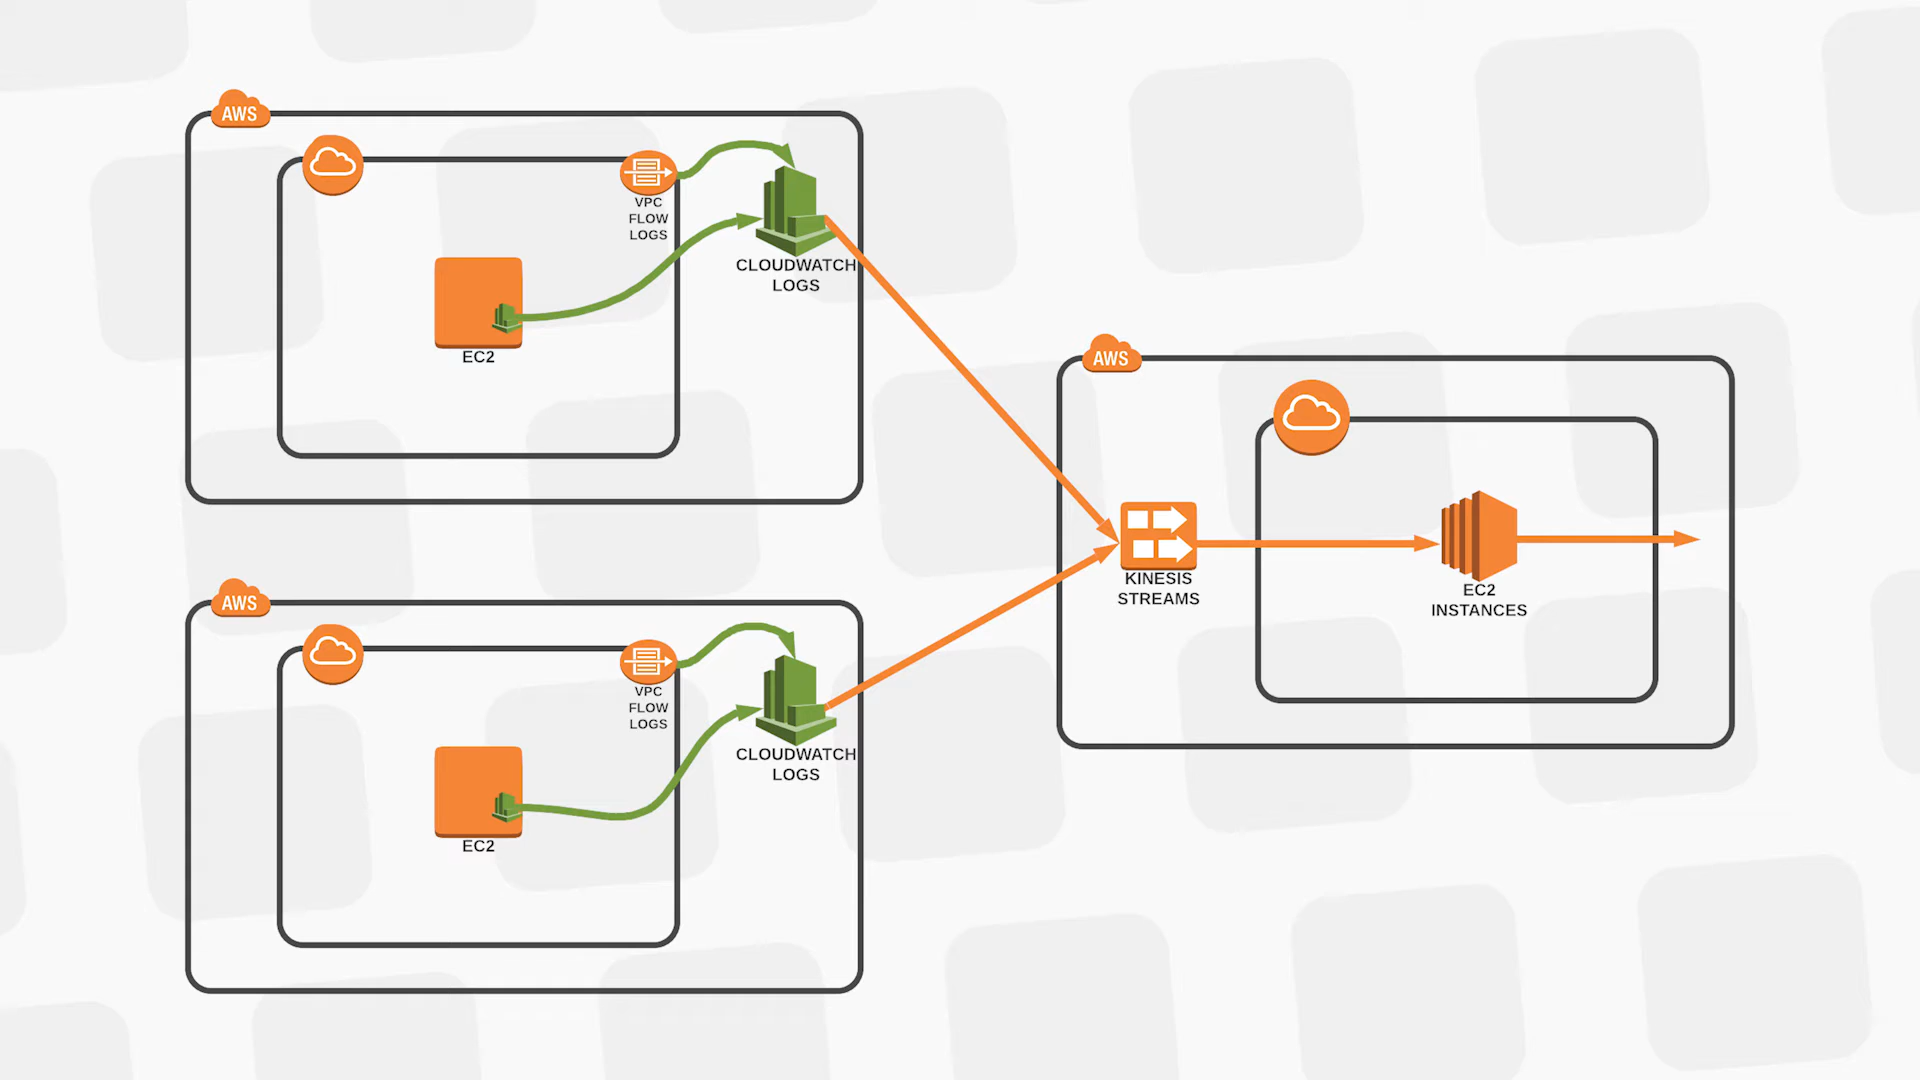 AWS
VPC
FLOW
LOGS
CLOUDWATCH
LOGS
EC2
AWS
KINESIS
STREAMS
EC2
INSTANCES
AWS
VPC
FLOW
LOGS
CLOUDWATCH
LOGS
EC2